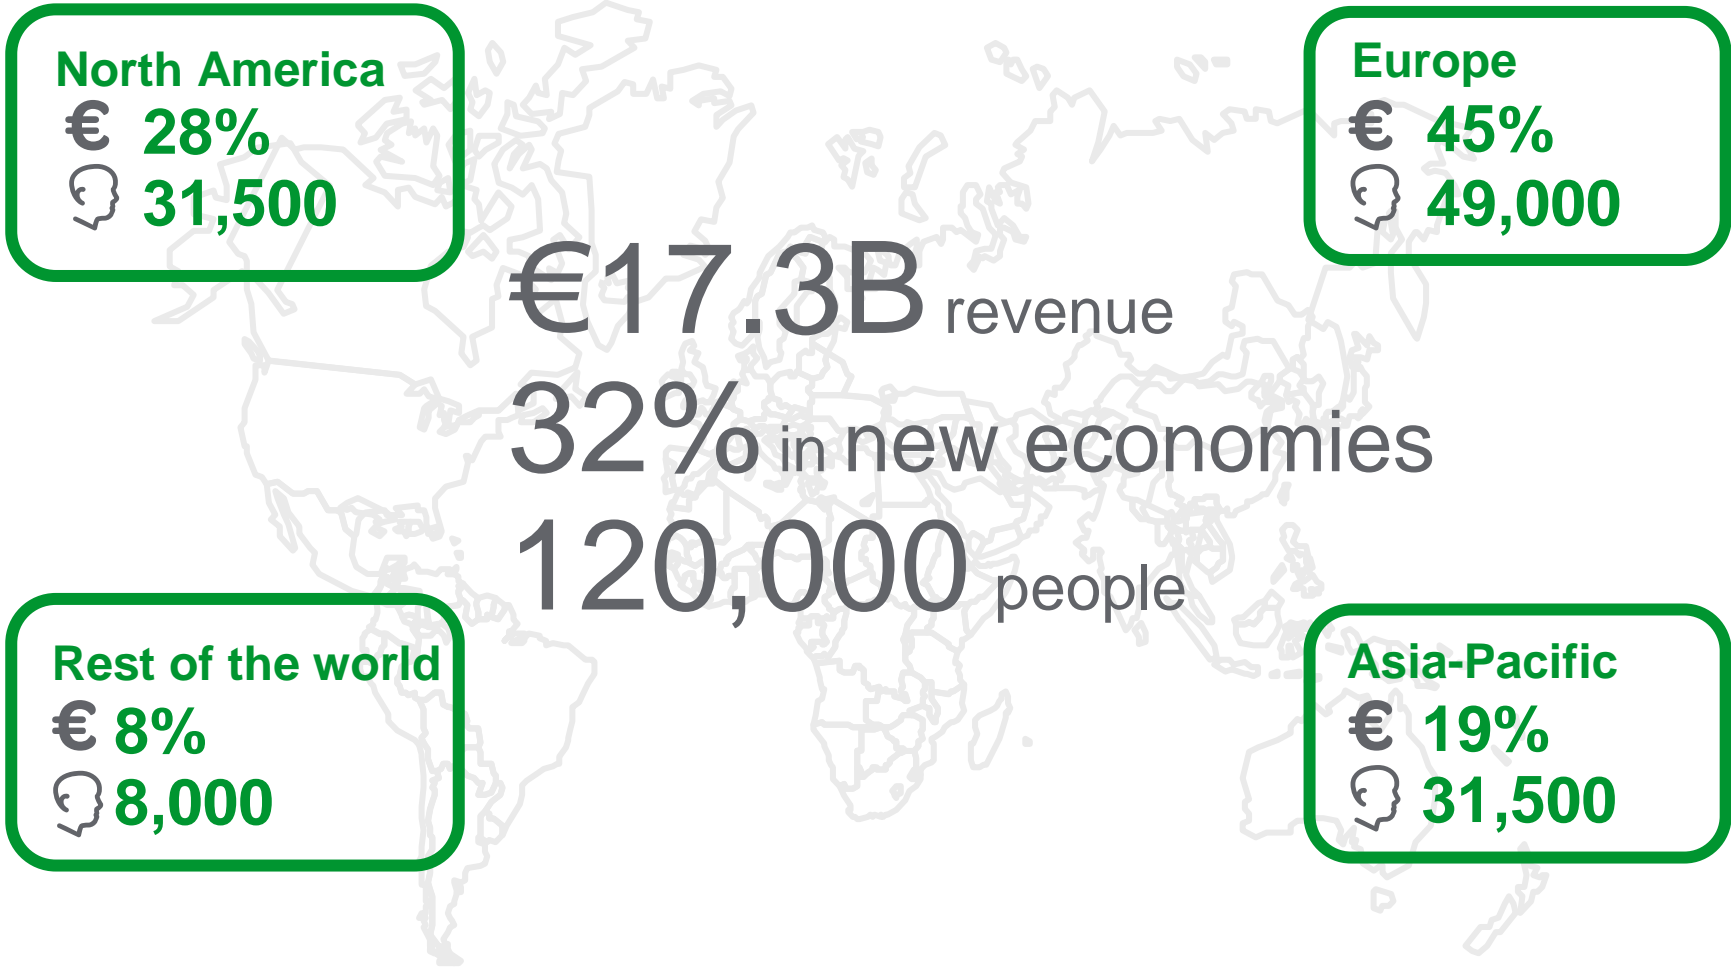 North America
€ 28%
31,500
Europe
€ 45%
49,000
€17.3B revenue
32% in new economies
120,000 people
Rest of the world
€ 8%
8,000
Asia-Pacific
€ 19%
31,500